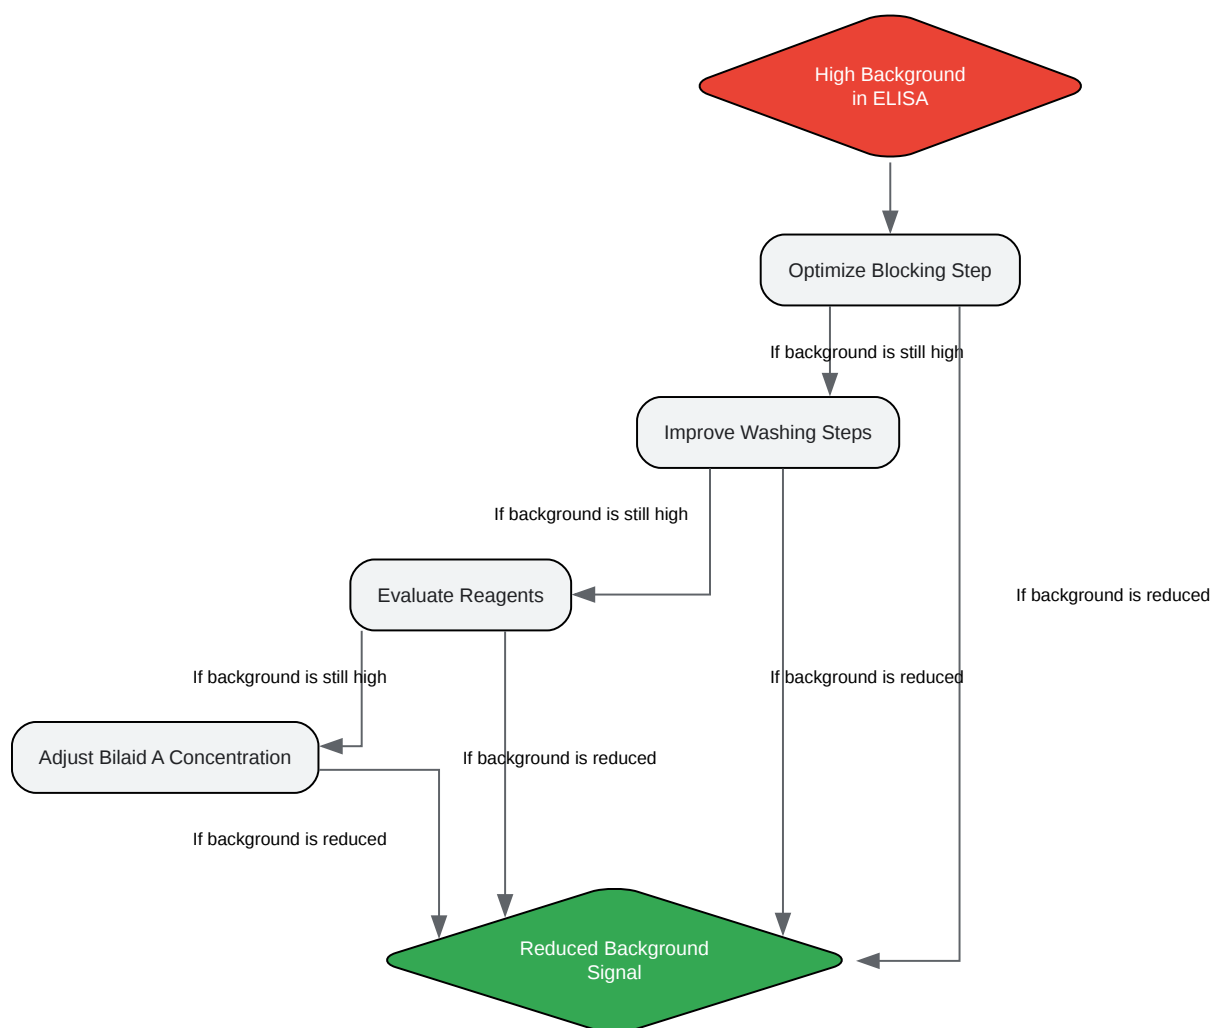 High Background
in ELISA
Optimize Blocking Step
If background is still high
Improve Washing Steps
If background is still high
Evaluate Reagents
If background is reduced
If background is still high
If background is reduced
Adjust Bilaid A Concentration
If background is reduced
If background is reduced
Reduced Background
Signal